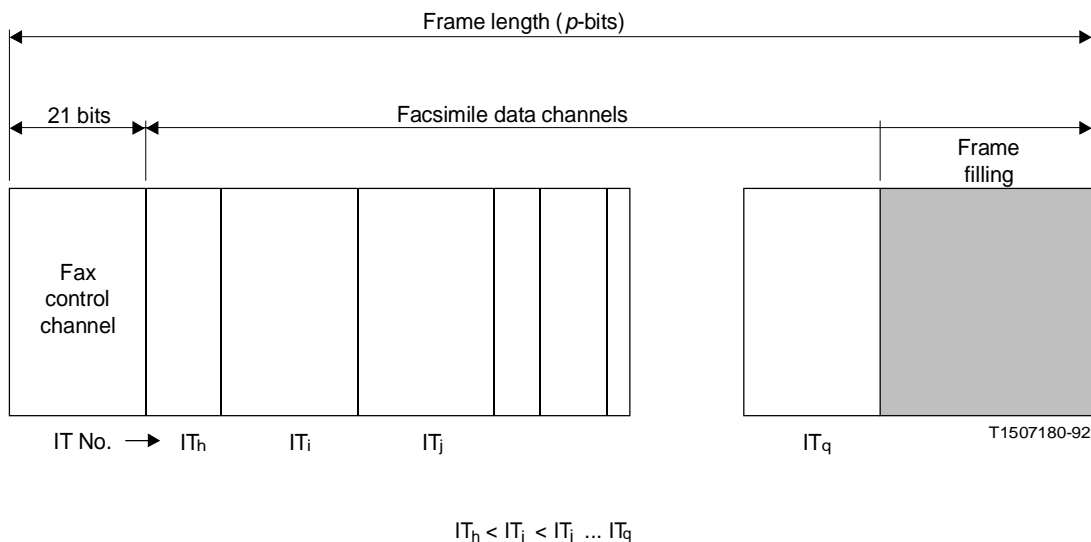 Frame length (p-bits)
21 bits
Facsimile data channels
Frame
filling
Fax
control
channel
IT No.
ITh
ITi
ITj
ITq
T1507180-92
ITh < ITi < ITj ... ITq